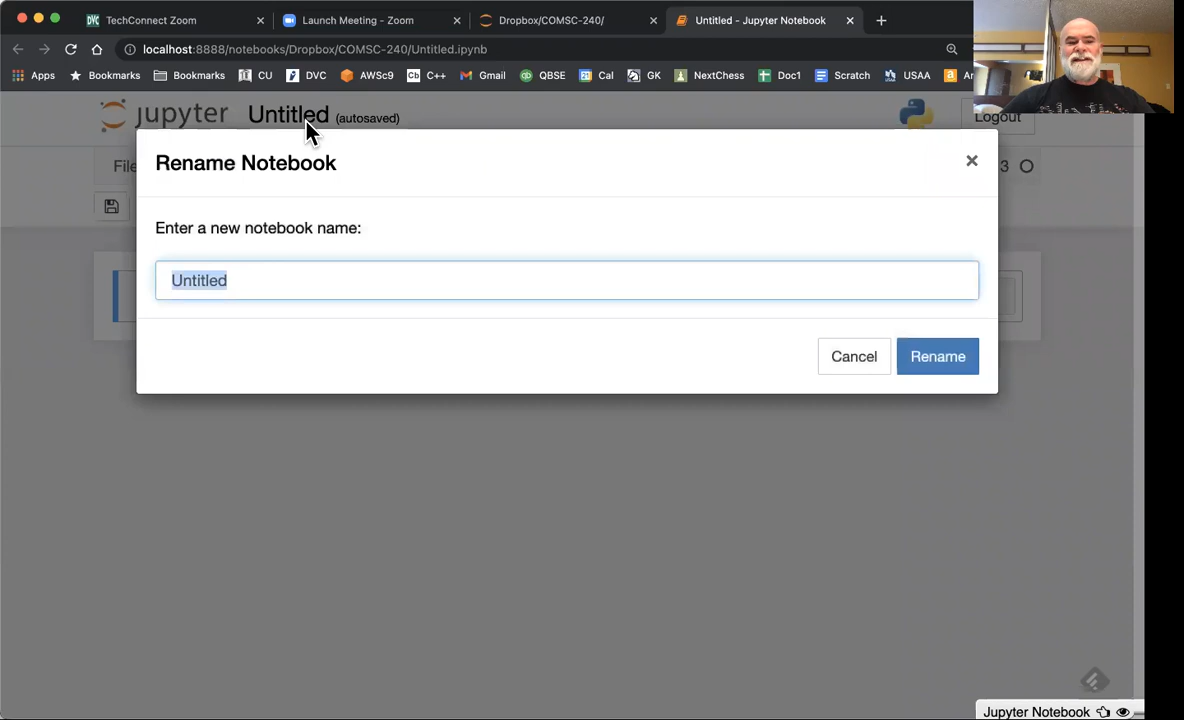 TechConnect Zoom
Launch Meeting - Zoom
Dropbox/COMSC-240/
Untitled - Jupyter Notebook
localhost:8888/notebooks/Dropbox/COMSC-240/Untitled.ipynb
Apps Bookmarks Bookmarks CU DVC AWSc9 C++ Gmail QBSE Cal GK NextChess Doc1 Scratch USAA
jupyter Untitled (autosaved)
Logout
Rename Notebook
File
3
Enter a new notebook name:
Untitled
Cancel Rename
Jupyter Notebook